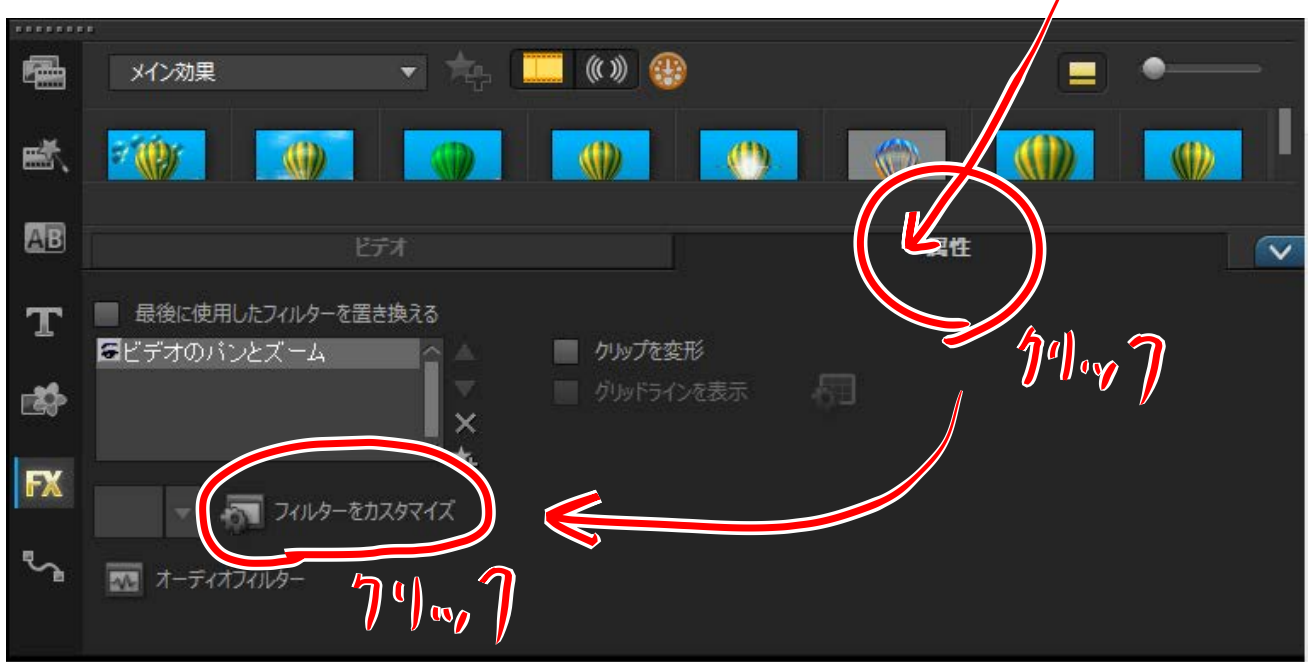 メイン効果
AB
ビデオ
属性
T
最後に使用したフィルターを置き換える
ビデオのパンとズーム
クリップを変形
クリック
グリッドラインを表示
FX
フィルターをカスタマイズ
オーディオフィルター
クリック